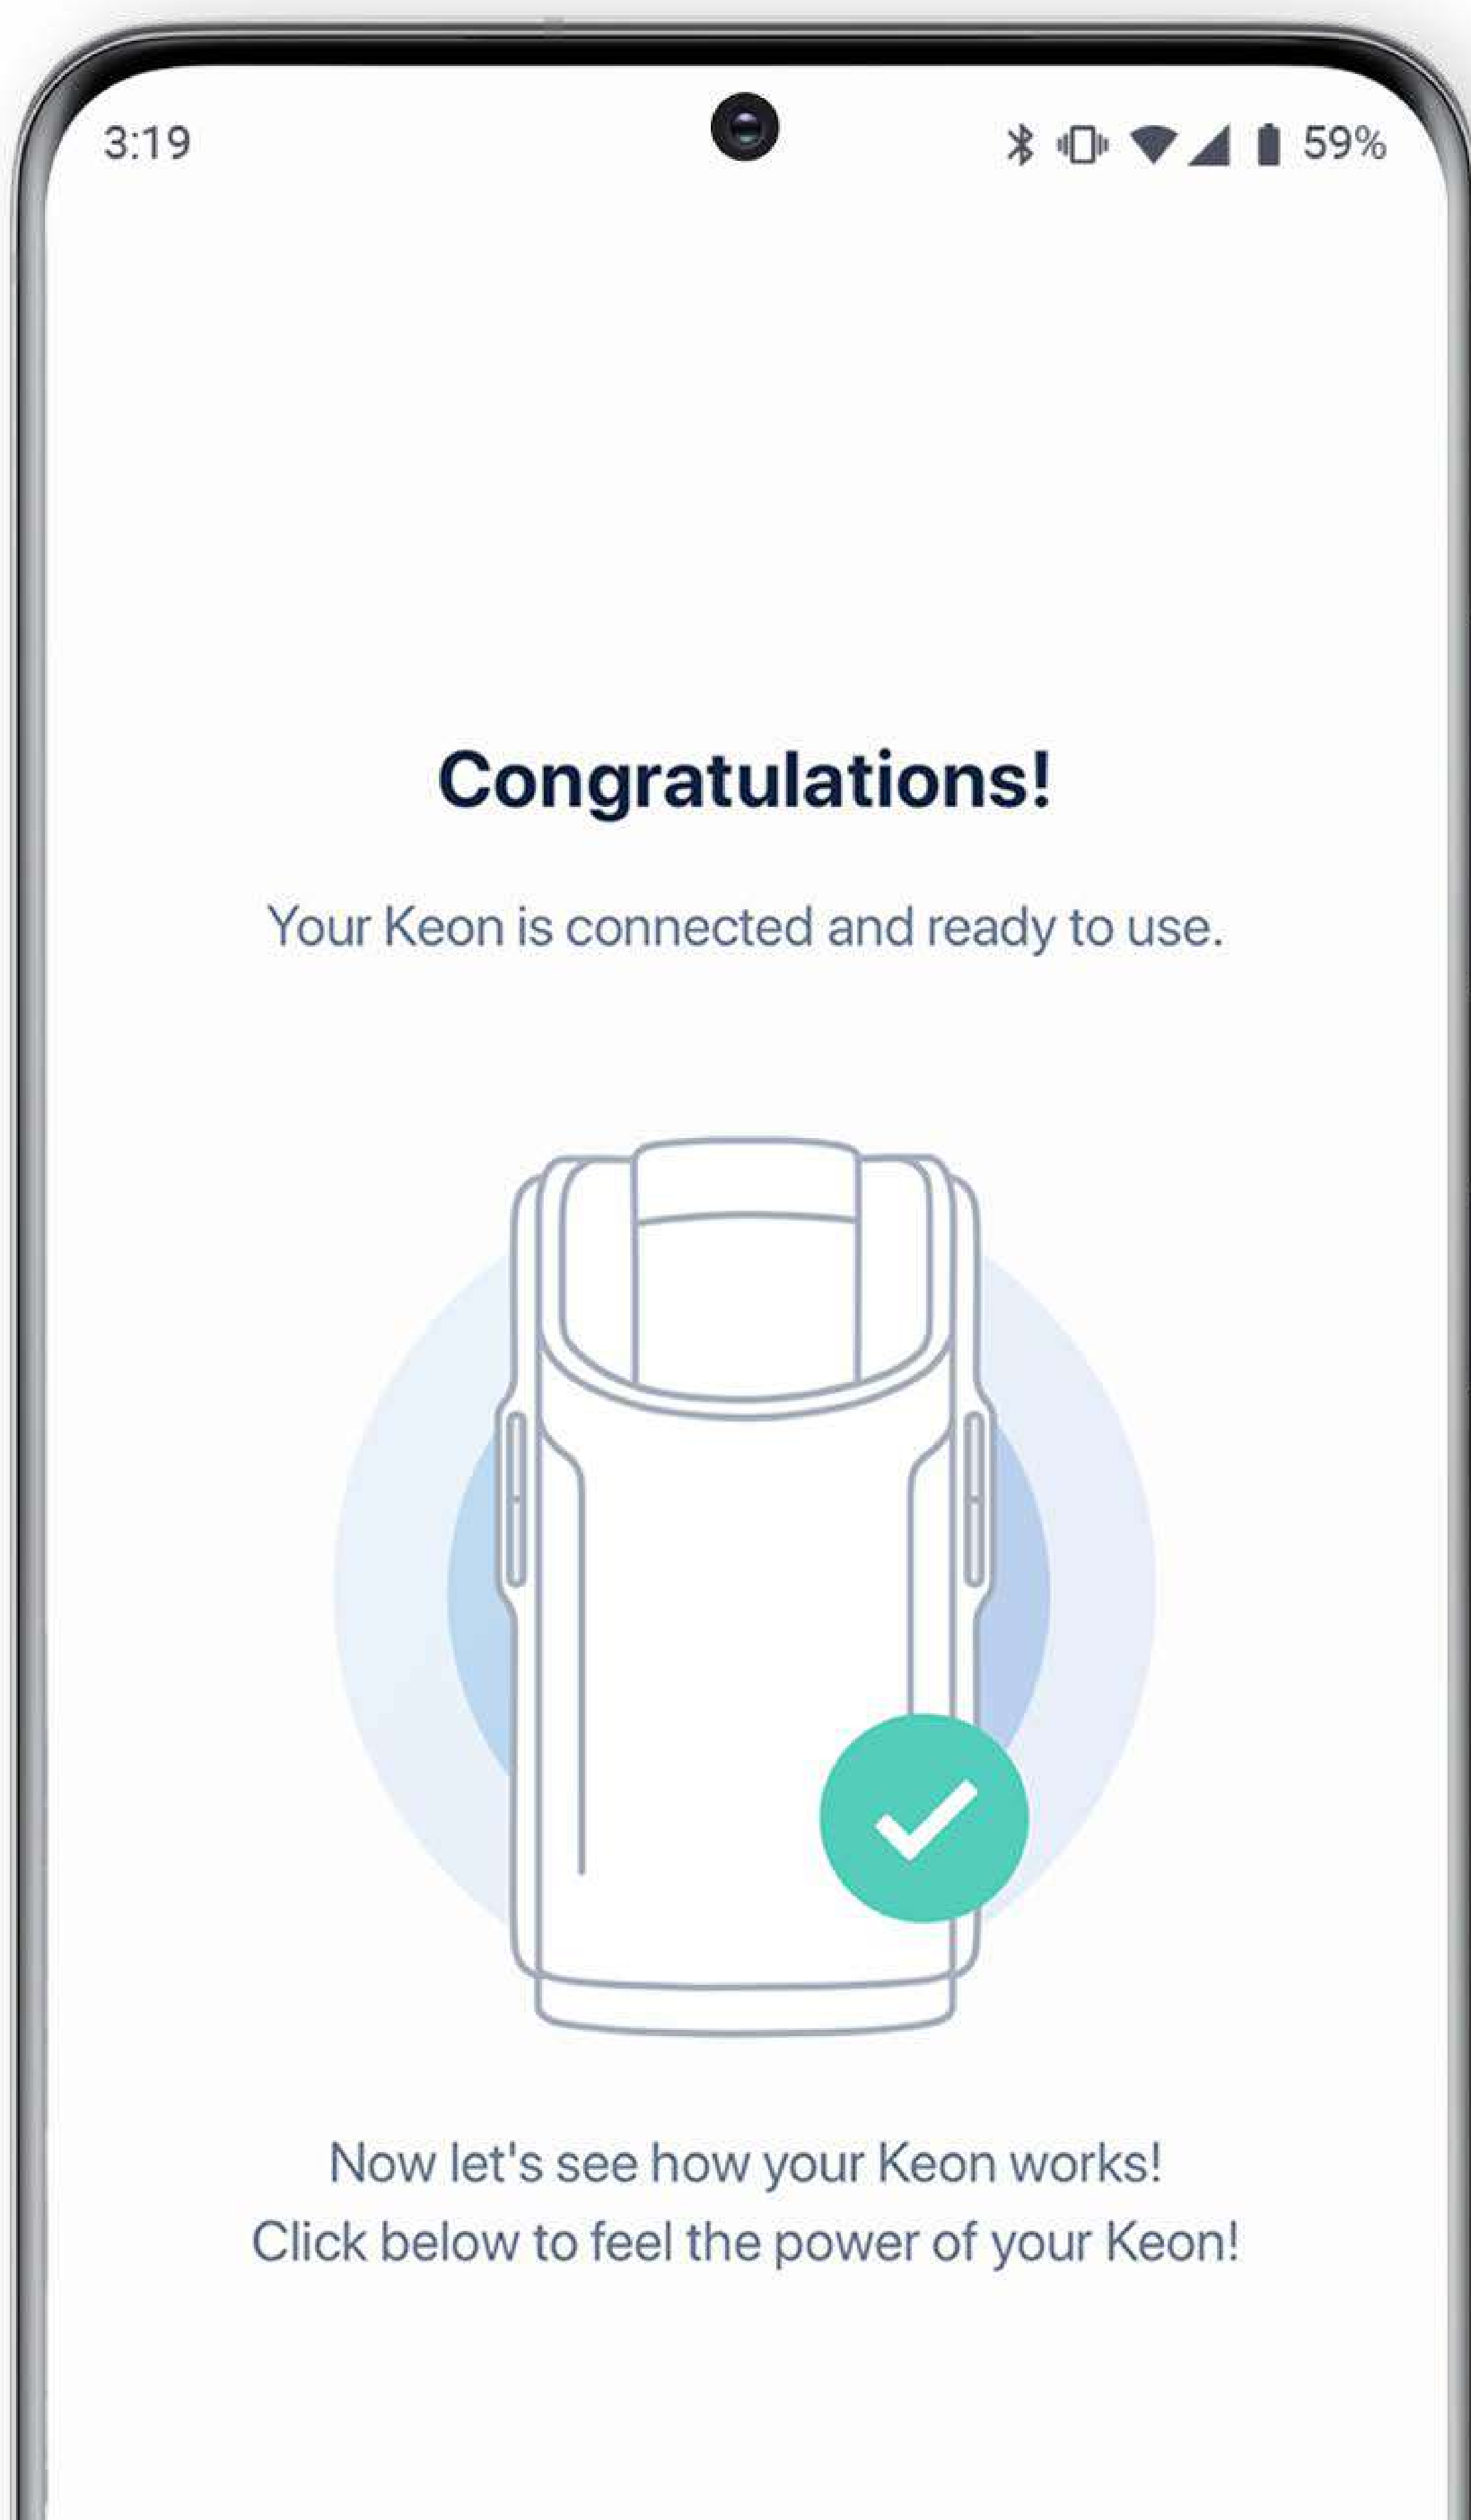 3:19
59%
Congratulations!
Your Keon is connected and ready to use.
Now let's see how your Keon works!
Click below to feel the power of your Keon!